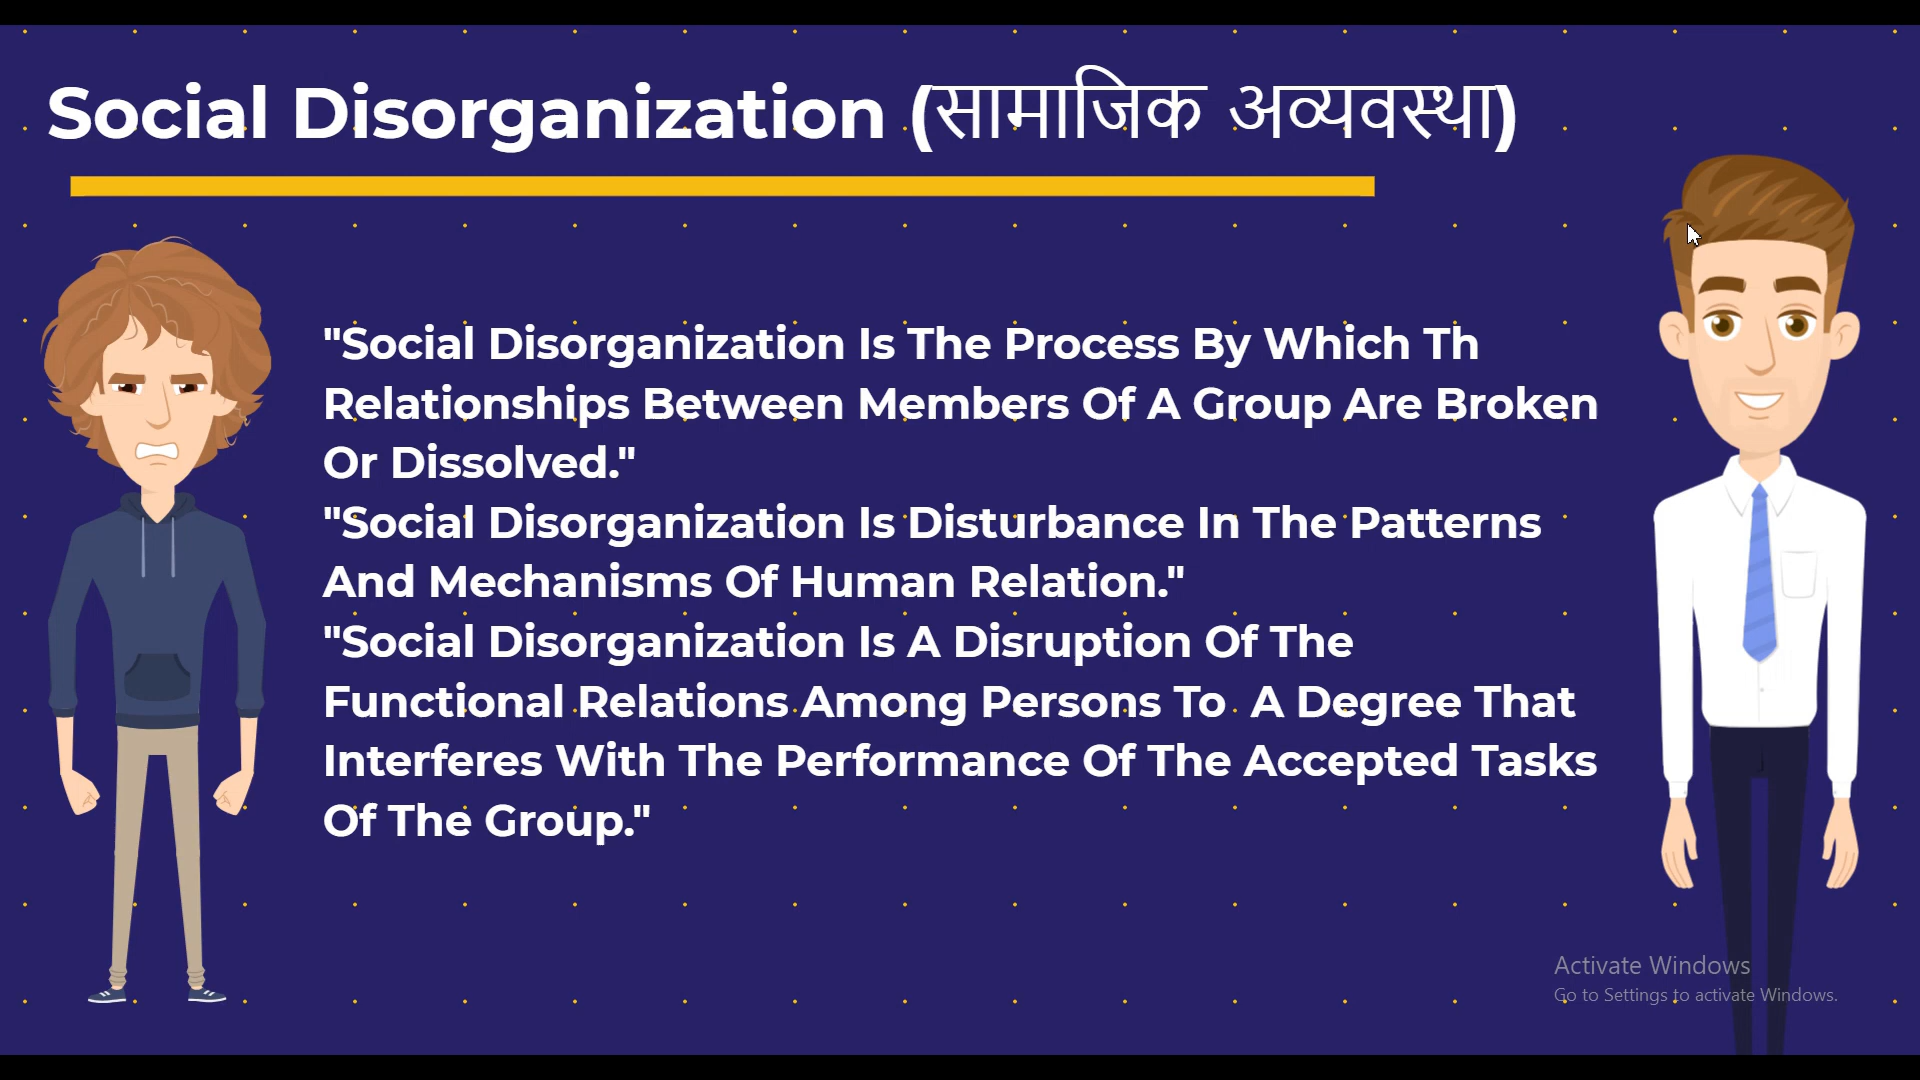 Social Disorganization (सामाजिक अव्यवस्था)
"Social Disorganization Is The Process By Which Th
Relationships Between Members Of A Group Are Broken
Or Dissolved."
"Social Disorganization Is Disturbance In The Patterns
And Mechanisms Of Human Relation."
"Social Disorganization Is A Disruption Of The
Functional Relations Among Persons To  A Degree That
Interferes With The Performance Of The Accepted Tasks
Of The Group."
Activate Windows
Go to Settings to activate Windows.